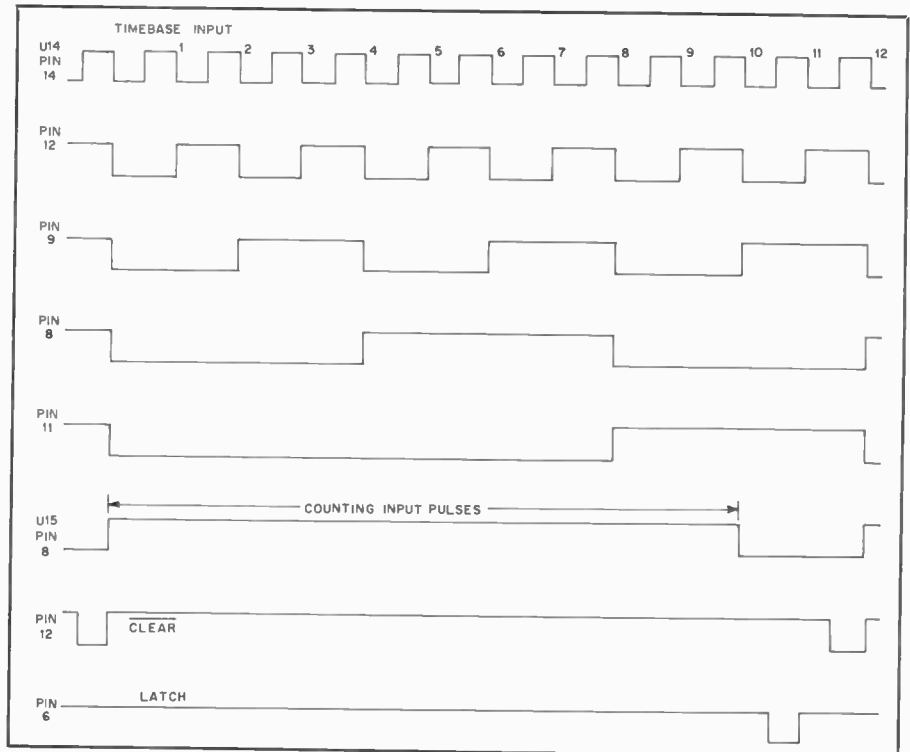 TIMEBASE INPUT
U14
PIN
14
1 2 3 4 5 6 7 8 9 10 11 12
PIN
12
PIN
9
PIN
8
PIN
11
COUNTING INPUT PULSES
U15
PIN
8
PIN
12
CLEAR
PIN
6
LATCH